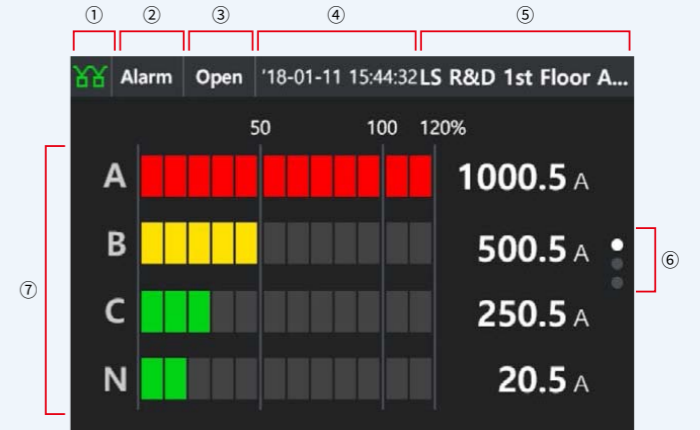 ① ② ③ ④ ⑤
Alarm Open '18-01-11 15:44:32 LS R&D 1st Floor A...
50 100 120%
A 1000.5 A
B 500.5 A
⑥
⑦
C 250.5 A
N 20.5 A